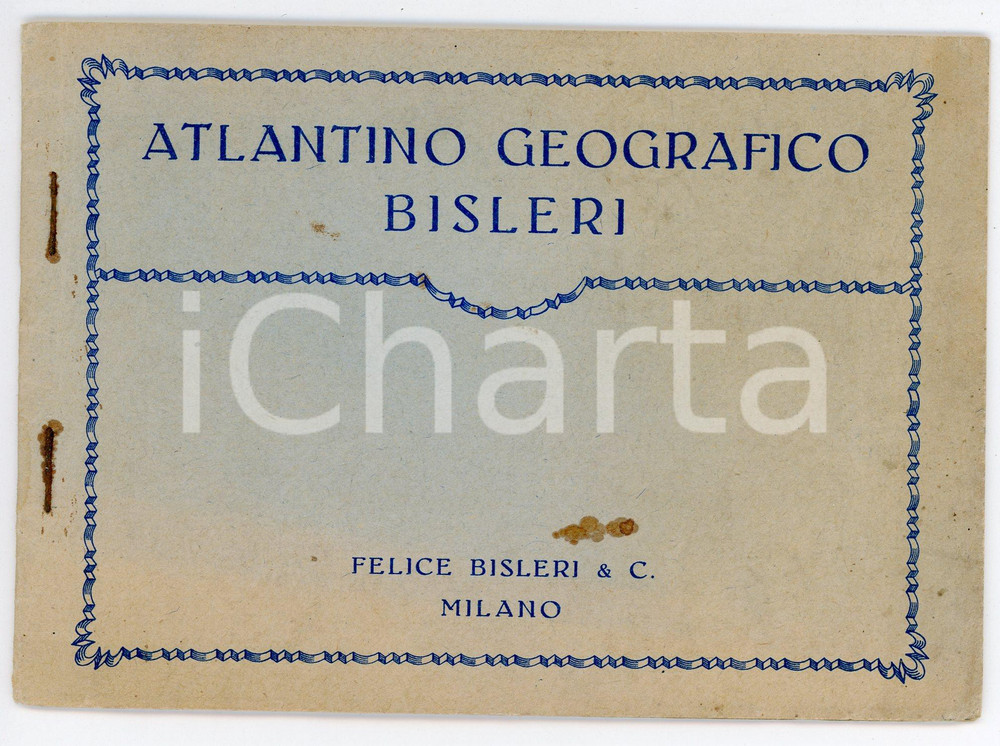 ATLANTINO GEOGRAFICO
BISLERI
iCharta
FELICE BISLERI & C.
MILANO